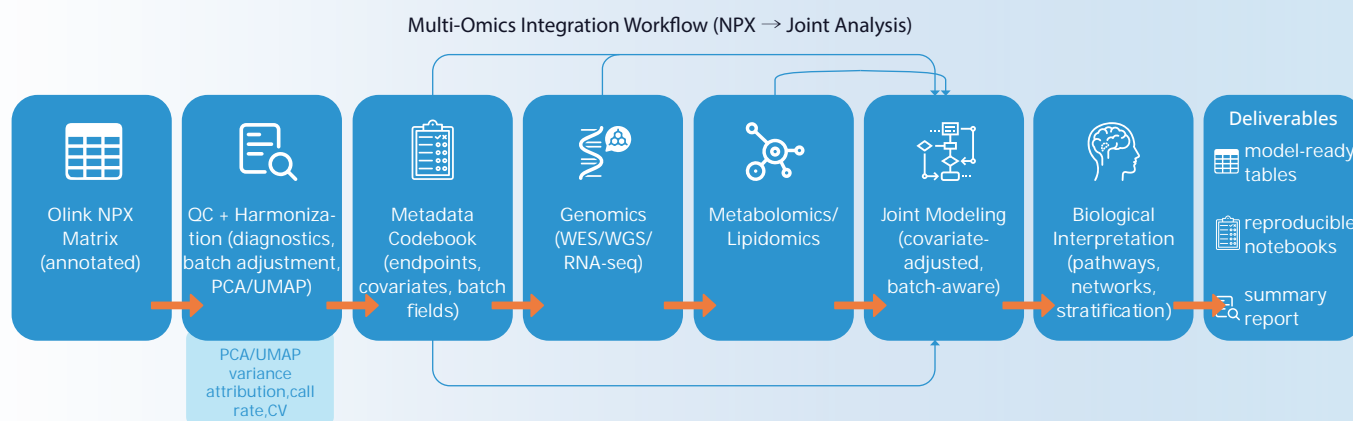 Multi-Omics Integration Workflow (NPX → Joint Analysis)
Olink NPX
Matrix
(annotated)
QC + Harmoniza-
tion (diagnostics,
batch adjustment,
PCA/UMAP)
PCA/UMAP
variance
attribution,call
rate,CV
Metadata
Codebook
(endpoints,
covariates, batch
fields)
Genomics
(WES/WGS/
RNA-seq)
Metabolomics/
Lipidomics
Joint Modeling
(covariate-
adjusted,
batch-aware)
Biological
Interpretation
(pathways,
networks,
stratification)
Deliverables
model-ready
tables
reproducible
notebooks
summary
report